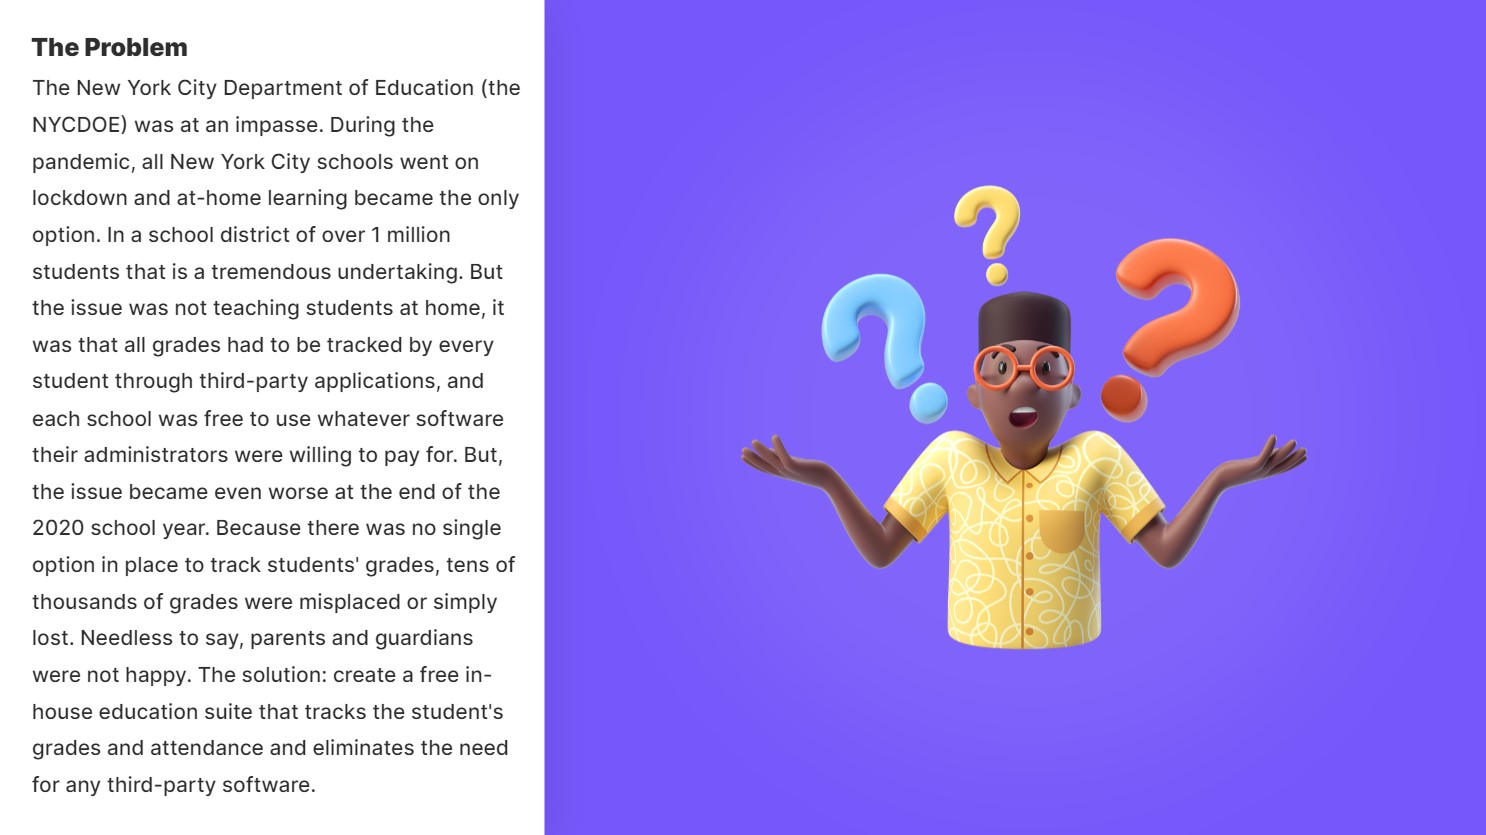 The Problem
The New York City Department of Education (the
NYCDOE) was at an impasse. During the
pandemic, all New York City schools went on
lockdown and at-home learning became the only
option. In a school district of over 1 million
students that is a tremendous undertaking. But
the issue was not teaching students at home, it
was that all grades had to be tracked by every
student through third-party applications, and
each school was free to use whatever software
their administrators were willing to pay for. But,
the issue became even worse at the end of the
2020 school year. Because there was no single
option in place to track students' grades, tens of
thousands of grades were misplaced or simply
lost. Needless to say, parents and guardians
were not happy. The solution: create a free in-
house education suite that tracks the student's
grades and attendance and eliminates the need
for any third-party software.
? ? ?